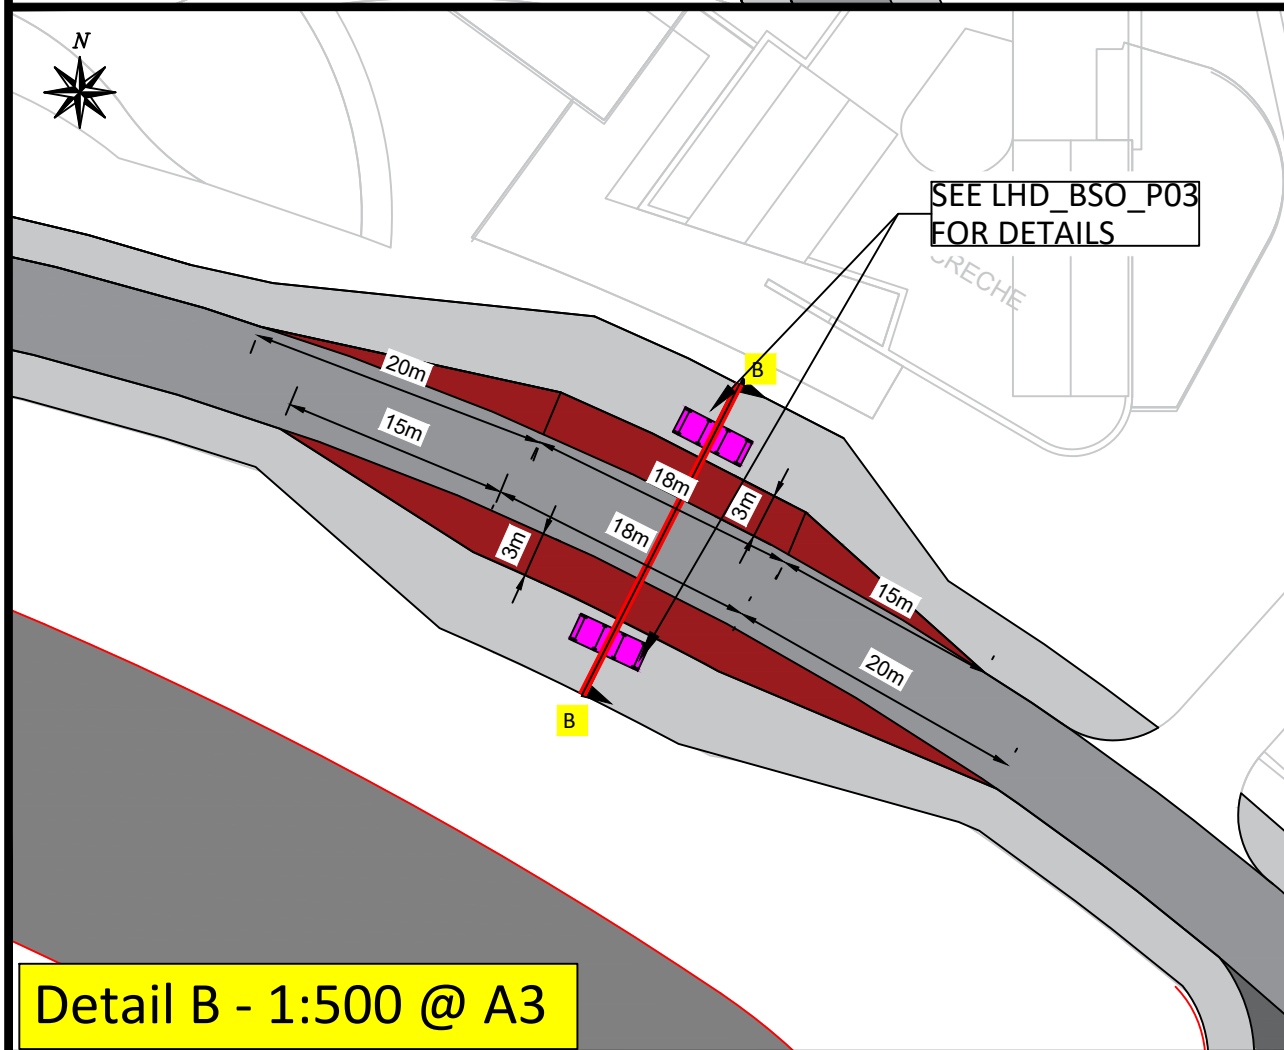 N
SEE LHD_BSO_P03
FOR DETAILS
CRECHE
B
20m
15m
18m
3m
18m
3m
15m
20m
B
Detail B - 1:500 @ A3